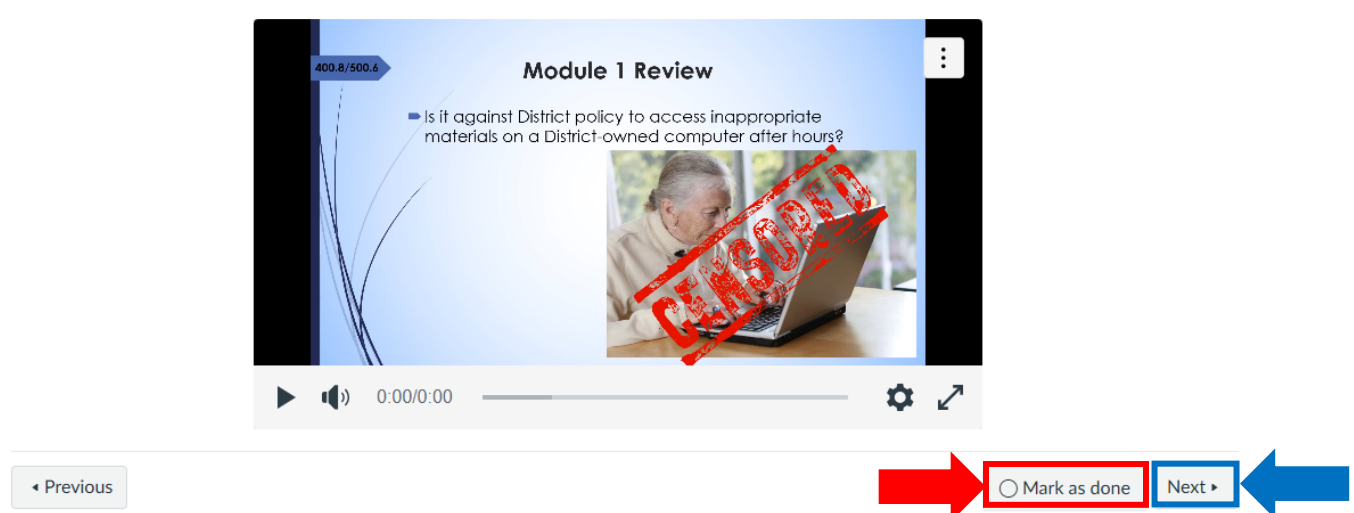 400.8/500.6
Module 1 Review
Is it against District policy to access inappropriate
materials on a District-owned computer after hours?
CENSORED
0:00/0:00
Previous
Mark as done
Next